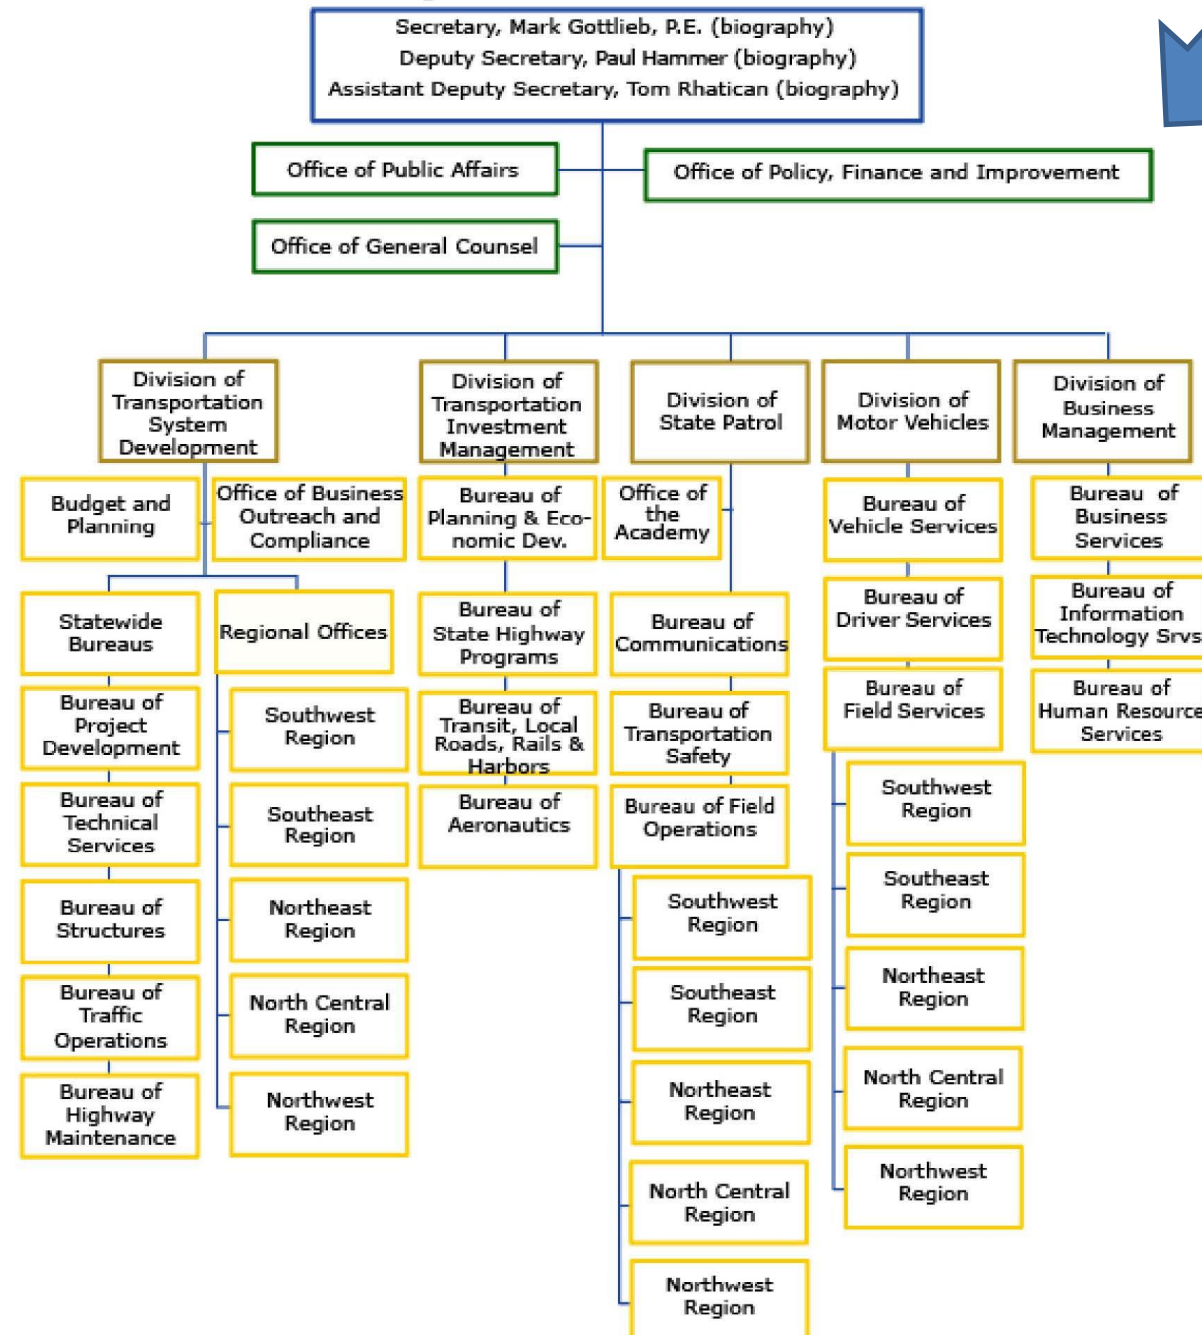 Secretary, Mark Gottlieb, P.E. (biography)
Deputy Secretary, Paul Hammer (biography)
Assistant Deputy Secretary, Tom Rhatican (biography)
Office of Public Affairs
Office of Policy, Finance and Improvement
Office of General Counsel
Division of
Transportation
System
Development
Budget and
Planning
Office of Business
Outreach and
Compliance
Statewide
Bureaus
Bureau of
Project
Development
Bureau of
Technical
Services
Bureau of
Structures
Bureau of
Traffic
Operations
Bureau of
Highway
Maintenance
Regional Offices
Southwest
Region
Southeast
Region
Northeast
Region
North Central
Region
Northwest
Region
Division of
Transportation
Investment
Management
Bureau of
Planning & Eco-
nomic Dev.
Bureau of
State Highway
Programs
Bureau of
Transit, Local
Roads, Rails &
Harbors
Bureau of
Aeronautics
Division of
State Patrol
Office of
the
Academy
Bureau of
Communications
Bureau of
Transportation
Safety
Bureau of Field
Operations
Southwest
Region
Southeast
Region
Northeast
Region
North Central
Region
Northwest
Region
Division of
Motor Vehicles
Bureau of
Vehicle Services
Bureau of
Driver Services
Bureau of
Field Services
Southwest
Region
Southeast
Region
Northeast
Region
North Central
Region
Northwest
Region
Division of
Business
Management
Bureau of
Business
Services
Bureau of
Information
Technology Srvs
Bureau of
Human Resource
Services